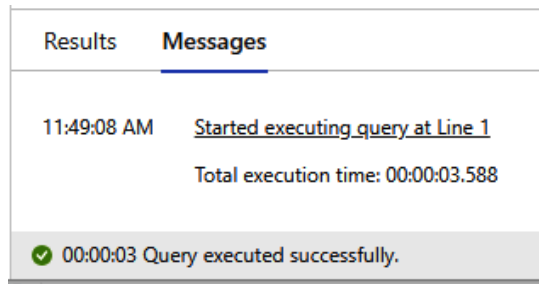 Results Messages
11:49:08 AM Started executing query at Line 1
Total execution time: 00:00:03.588
00:00:03 Query executed successfully.